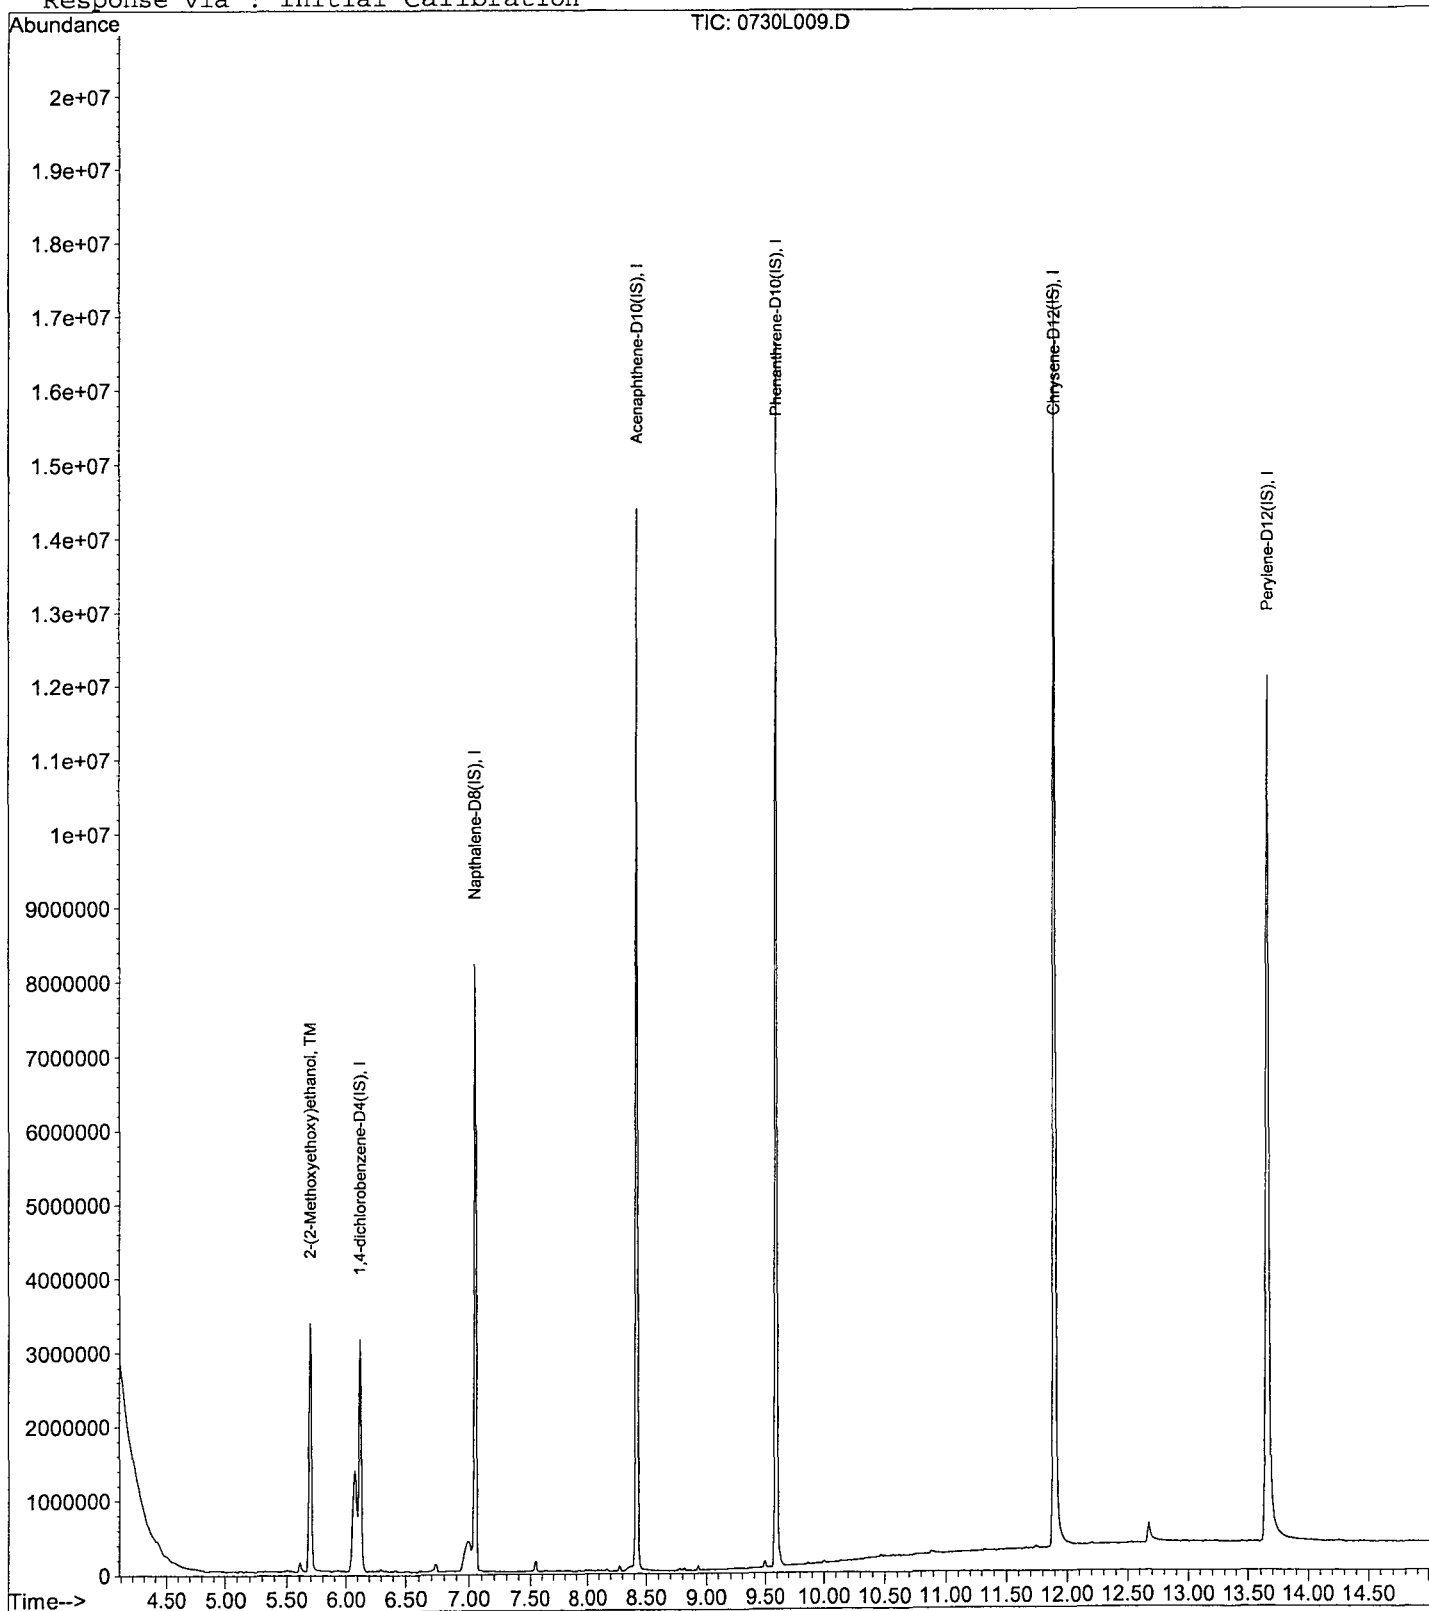 Response via : Initial Calibration
Abundance
TIC: 0730L009.D
2e+07
1.9e+07
1.8e+07
1.7e+07
1.6e+07
1.5e+07
1.4e+07
1.3e+07
1.2e+07
1.1e+07
1e+07
9000000
8000000
7000000
6000000
5000000
4000000
3000000
2000000
1000000
0
2-(2-Methoxyethoxy)ethanol, TM
1,4-dichlorobenzene-D4(IS), I
Napthalene-D8(IS), I
Acenaphthene-D10(IS), I
Phenanthrene-D10(IS), I
Chrysene-D12(IS), I
Perylene-D12(IS), I
Time-->
4.50 5.00 5.50 6.00 6.50 7.00 7.50 8.00 8.50 9.00 9.50 10.00 10.50 11.00 11.50 12.00 12.50 13.00 13.50 14.00 14.50